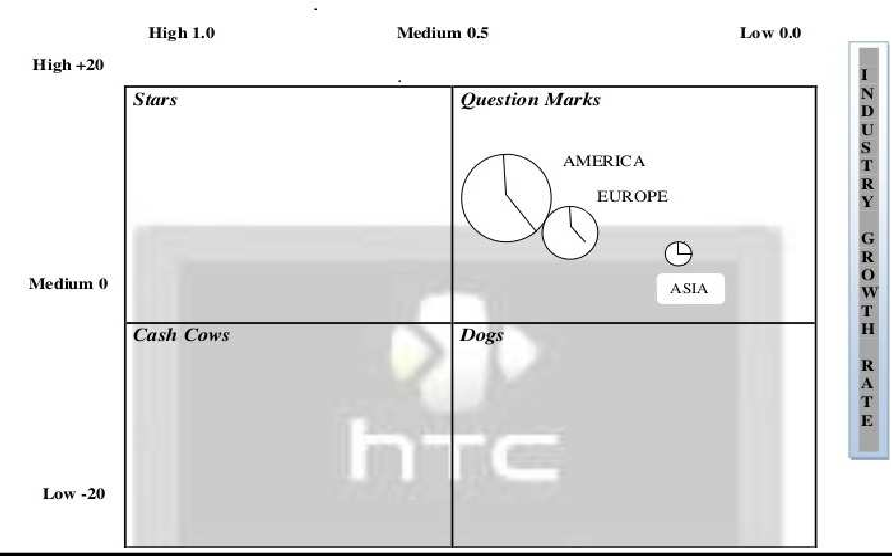 High 1.0 Medium 0.5 Low 0.0
High +20
Stars Question Marks
AMERICA
EUROPE
Medium 0
ASIA
Cash Cows Dogs
hTC
Low -20
INDUSTRY GROWTH RATE